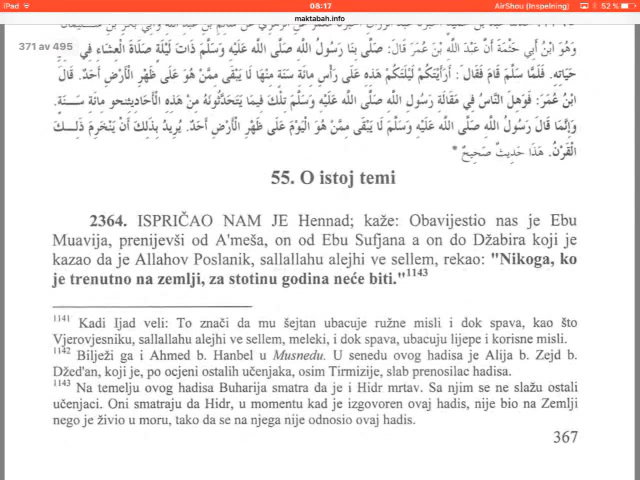 iPad
08:17
AirShou (Inspelning)
52 %
maktabah.info
371 av 495
وَهُوَ ابْنُ أَبِي حَثْمَةَ أَنَّ عَبْدَ اللَّهِ بْنَ عُمَرَ قَالَ: صَلَّى بِنَا رَسُولُ اللَّهِ صَلَّى اللَّهُ عَلَيْهِ وَسَلَّمَ ذَاتَ لَيْلَةٍ صَلَاةَ الْعِشَاءِ فِي
حَيَاتِهِ. فَلَمَّا سَلَّمَ قَامَ فَقَالَ: أَرَأَيْتَكُمْ لَيْلَتَكُمْ هَذِهِ عَلَى رَأْسِ مِائَةِ سَنَةٍ مِنْهَا لَا يَبْقَى مِمَّنْ هُوَ عَلَى ظَهْرِ الْأَرْضِ أَحَدٌ. قَالَ
ابْنُ عُمَرَ: فَوَهِلَ النَّاسُ فِي مَقَالَةِ رَسُولِ اللَّهِ صَلَّى اللَّهُ عَلَيْهِ وَسَلَّمَ تِلْكَ فِيمَا يَتَحَدَّثُونَهُ مِنْ هَذِهِ الْأَحَادِيثِنحو مِائَةِ سَنَةٍ.
وَإِنَّمَا قَالَ رَسُولُ اللَّهِ صَلَّى اللَّهُ عَلَيْهِ وَسَلَّمَ لَا يَبْقَى مِمَّنْ هُوَ الْيَوْمَ عَلَى ظَهْرِ الْأَرْضِ أَحَدٌ. يُرِيدُ بِذَلِكَ أَنْ يَنْخَرِمَ ذَلِكَ
الْقَرْنُ. هَذَا حَدِيثٌ صَحِيحٌ *
55. O istoj temi
2364. ISPRIČAO NAM JE Hennad; kaže: Obavijestio nas je Ebu
Muavija, prenijevši od A'meša, on od Ebu Sufjana a on do Džabira koji je
kazao da je Allahov Poslanik, sallallahu alejhi ve sellem, rekao: "Nikoga, ko
je trenutno na zemlji, za stotinu godina neće biti."1143
1141 Kadi Ijad veli: To znači da mu šejtan ubacuje ružne misli i dok spava, kao što
Vjerovjesniku, sallallahu alejhi ve sellem, meleki, i dok spava, ubacuju lijepe i korisne misli.
1142 Bilježi ga i Ahmed b. Hanbel u Musnedu. U senedu ovog hadisa je Alija b. Zejd b.
Džed'an, koji je, po ocjeni ostalih učenjaka, osim Tirmizije, slab prenosilac hadisa.
1143 Na temelju ovog hadisa Buharija smatra da je i Hidr mrtav. Sa njim se ne slažu ostali
učenjaci. Oni smatraju da Hidr, u momentu kad je izgovoren ovaj hadis, nije bio na Zemlji
nego je živio u moru, tako da se na njega nije odnosio ovaj hadis.
367